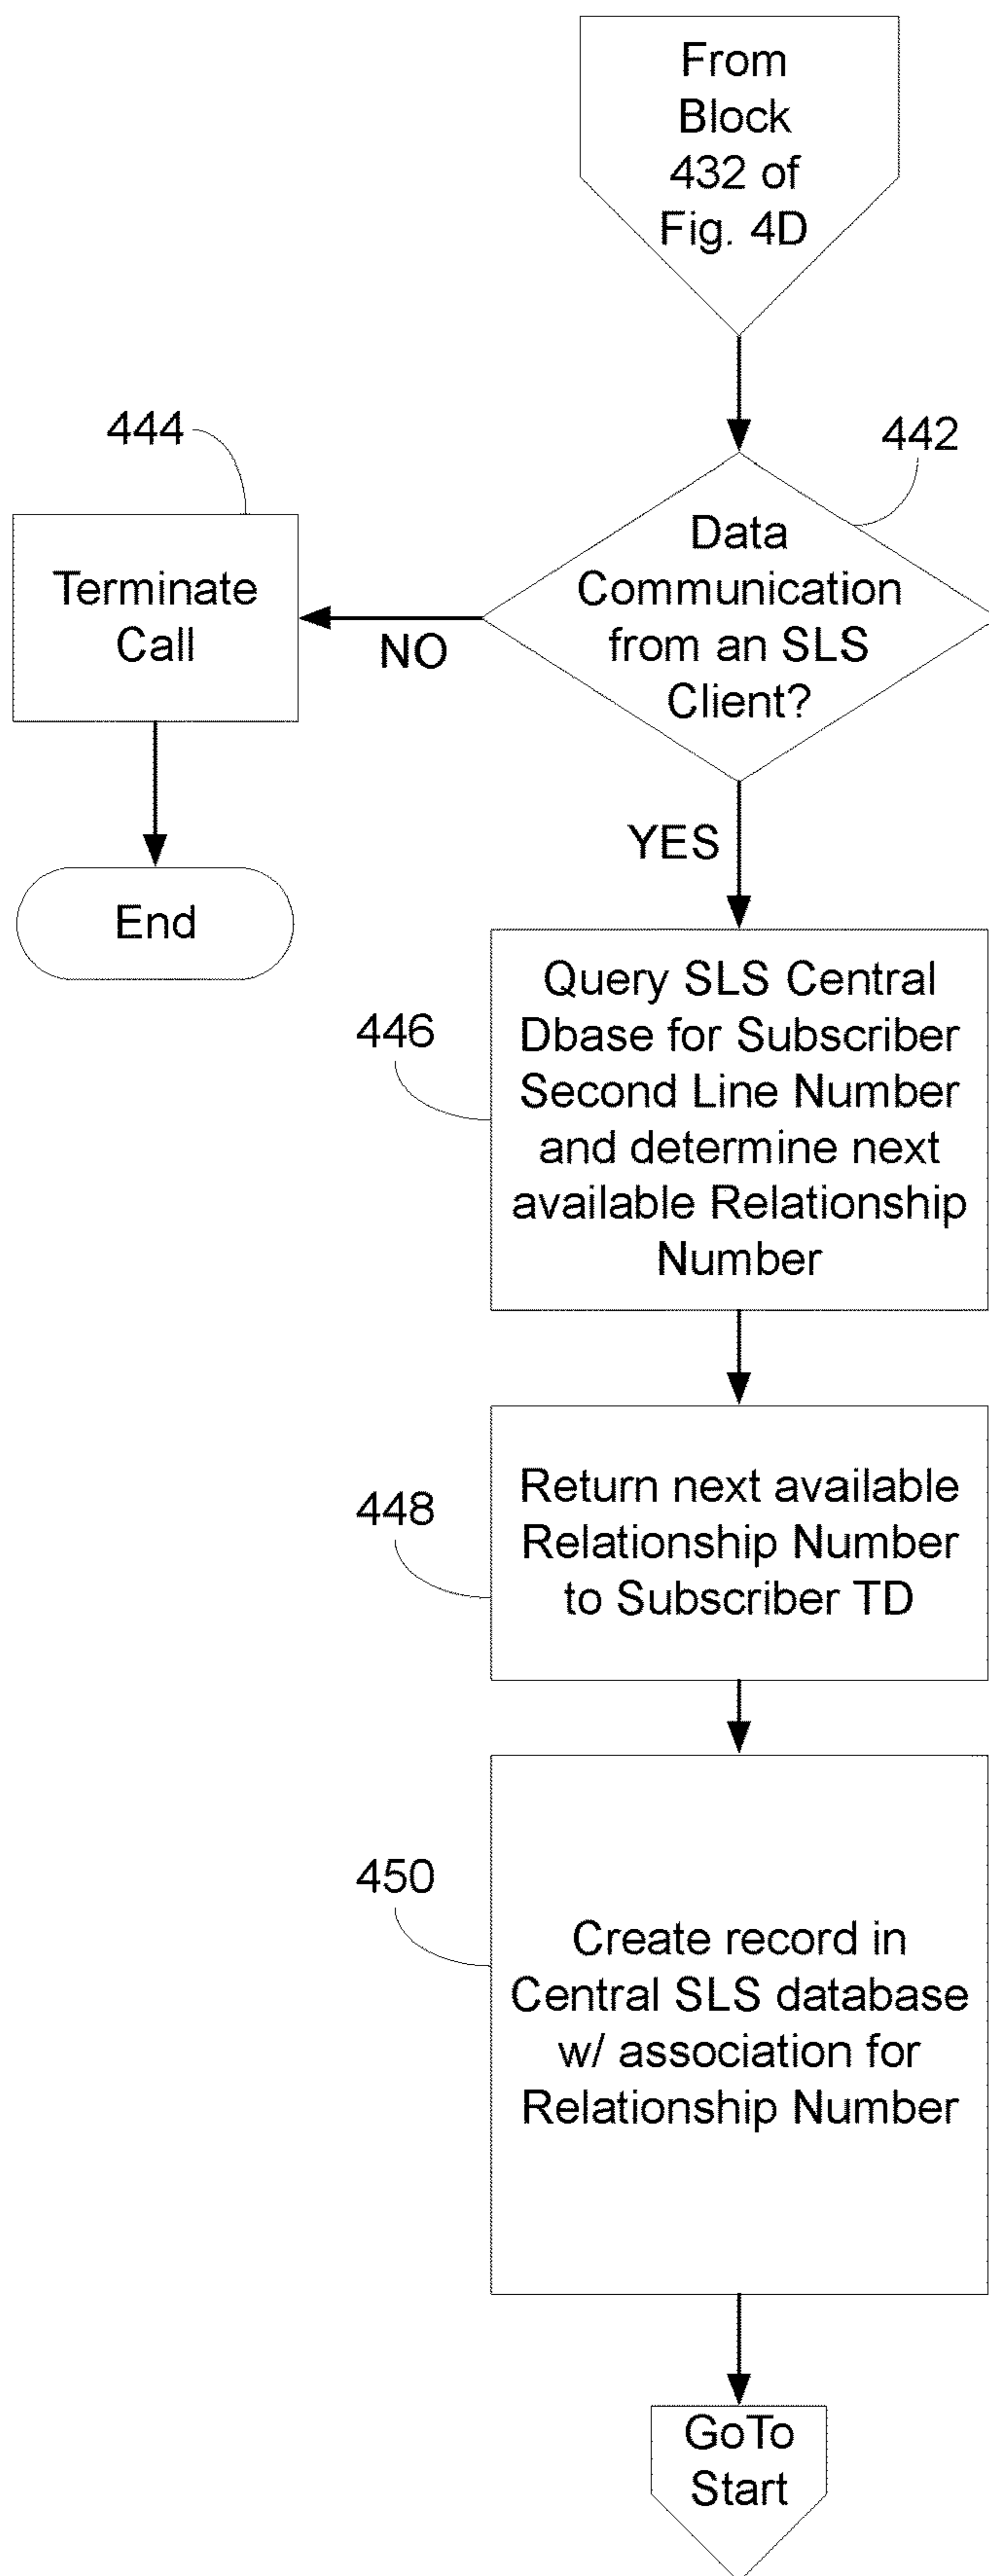 From
Block
432 of
Fig. 4D
444
442
Data
Communication
from an SLS
Client?
Terminate
Call
NO
YES
End
446
Query SLS Central
Dbase for Subscriber
Second Line Number
and determine next
available Relationship
Number
448
Return next available
Relationship Number
to Subscriber TD
450
Create record in
Central SLS database
w/ association for
Relationship Number
GoTo
Start